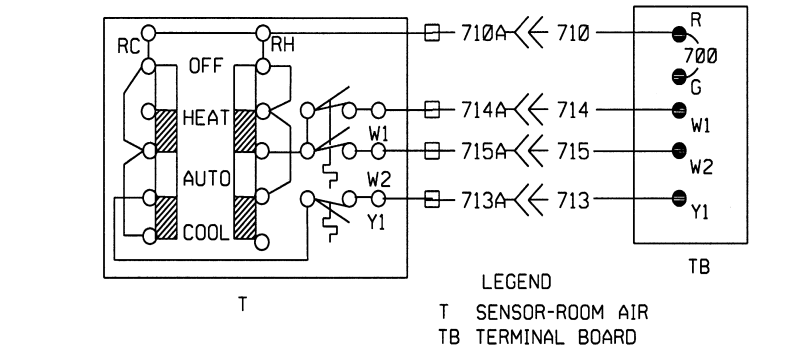 RC RH 710A 710 R
OFF 700
G
HEAT 714A 714 W1
W1 715A 715 W2
AUTO W2
713A 713 Y1
COOL Y1
TB
T
LEGEND
T SENSOR-ROOM AIR
TB TERMINAL BOARD